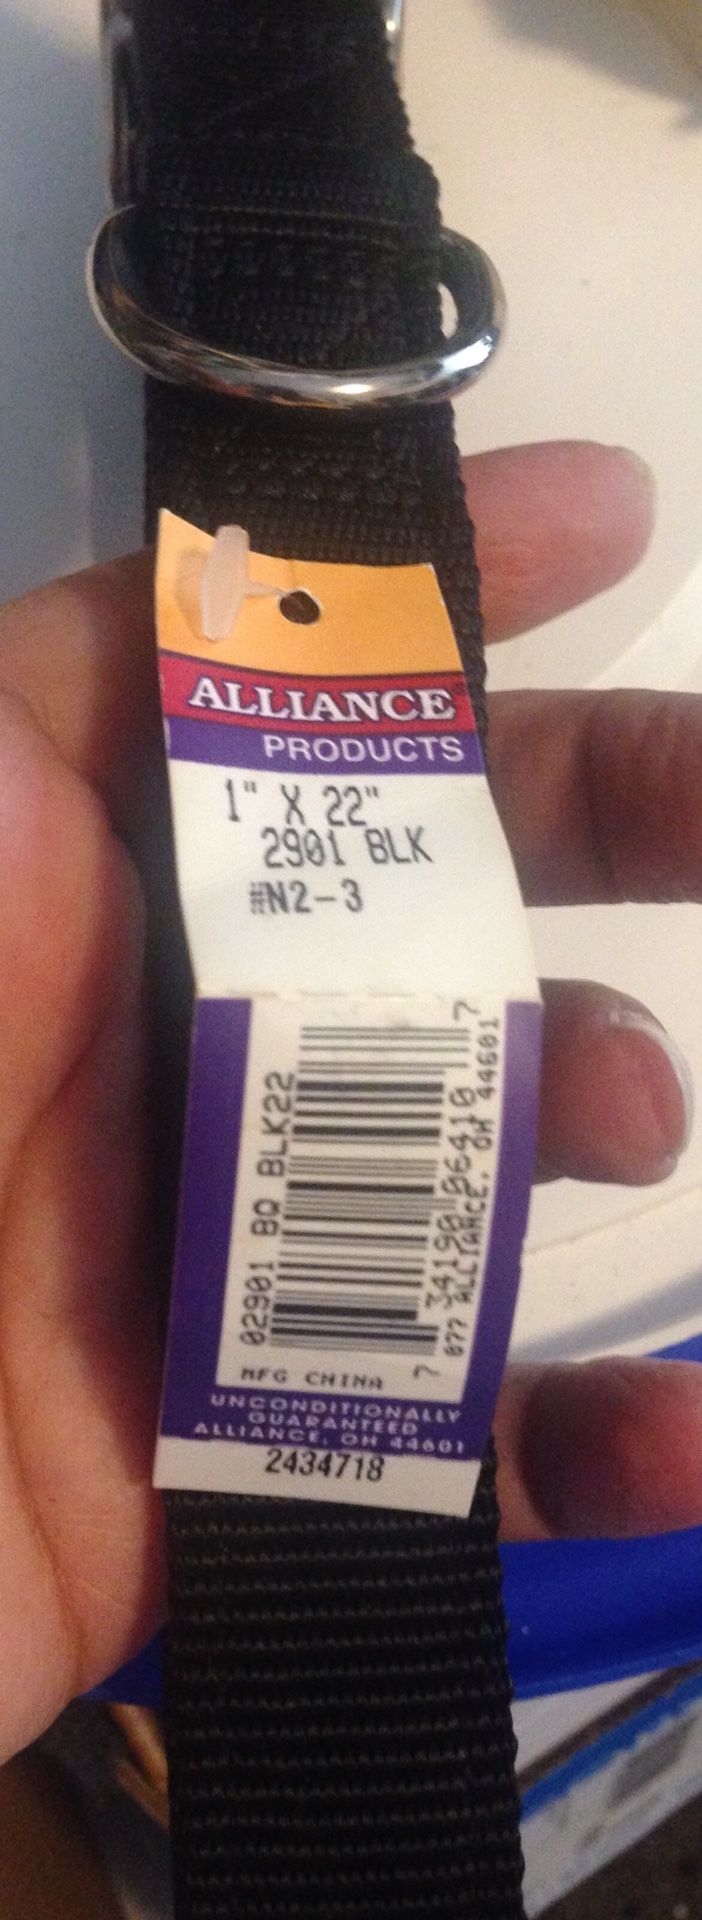 ALLIANCE
PRODUCTS
1" X 22"
2901 BLK
#N2-3
02901 BQ BLK22
7 34190 06410 7
077 ALLIANCE, OH 44601
MFG CHINA
UNCONDITIONALLY
GUARANTEED
ALLIANCE, OH 44601
2434718